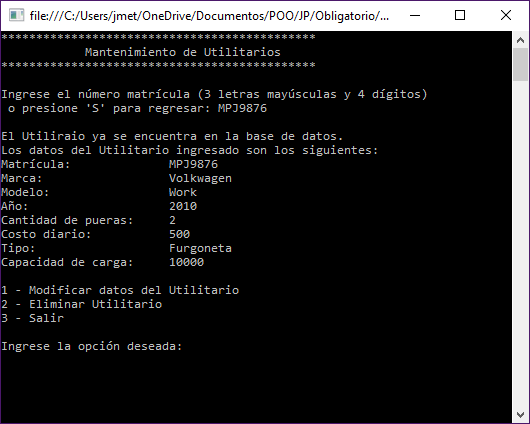 file:///C:/Users/jmet/OneDrive/Documentos/POO/JP/Obligatorio/...
*********************************************
Mantenimiento de Utilitarios
*********************************************
Ingrese el número matrícula (3 letras mayúsculas y 4 dígitos)
o presione 'S' para regresar: MPJ9876
El Utiliraio ya se encuentra en la base de datos.
Los datos del Utilitario ingresado son los siguientes:
Matrícula: MPJ9876
Marca: Volkwagen
Modelo: Work
Año: 2010
Cantidad de pueras: 2
Costo diario: 500
Tipo: Furgoneta
Capacidad de carga: 10000
1 - Modificar datos del Utilitario
2 - Eliminar Utilitario
3 - Salir
Ingrese la opción deseada: